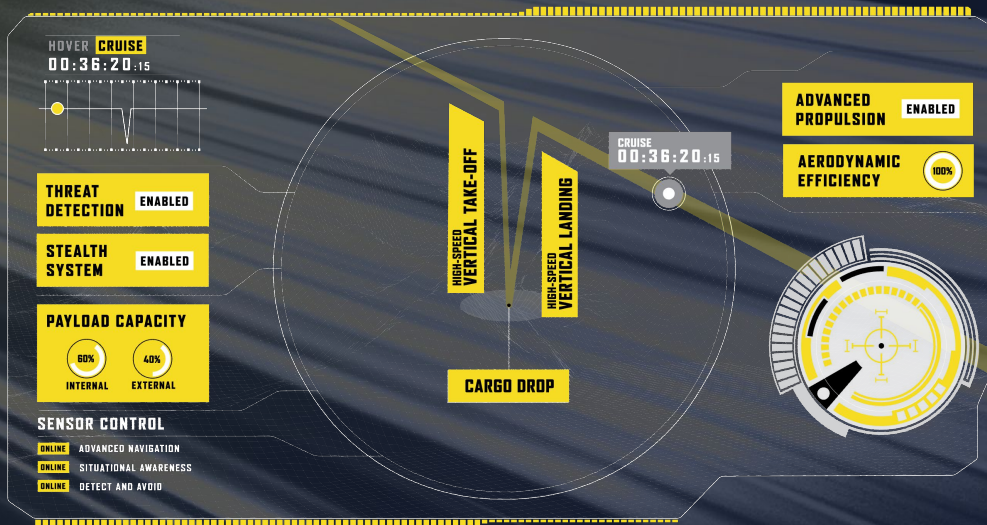 HOVER CRUISE
00:36:20:15
THREAT
DETECTION
ENABLED
STEALTH
SYSTEM
ENABLED
PAYLOAD CAPACITY
60%
40%
INTERNAL
EXTERNAL
SENSOR CONTROL
ONLINE ADVANCED NAVIGATION
ONLINE SITUATIONAL AWARENESS
ONLINE DETECT AND AVOID
HIGH-SPEED
VERTICAL TAKE-OFF
HIGH-SPEED
VERTICAL LANDING
CARGO DROP
CRUISE
00:36:20:15
ADVANCED
PROPULSION
ENABLED
AERODYNAMIC
EFFICIENCY
100%